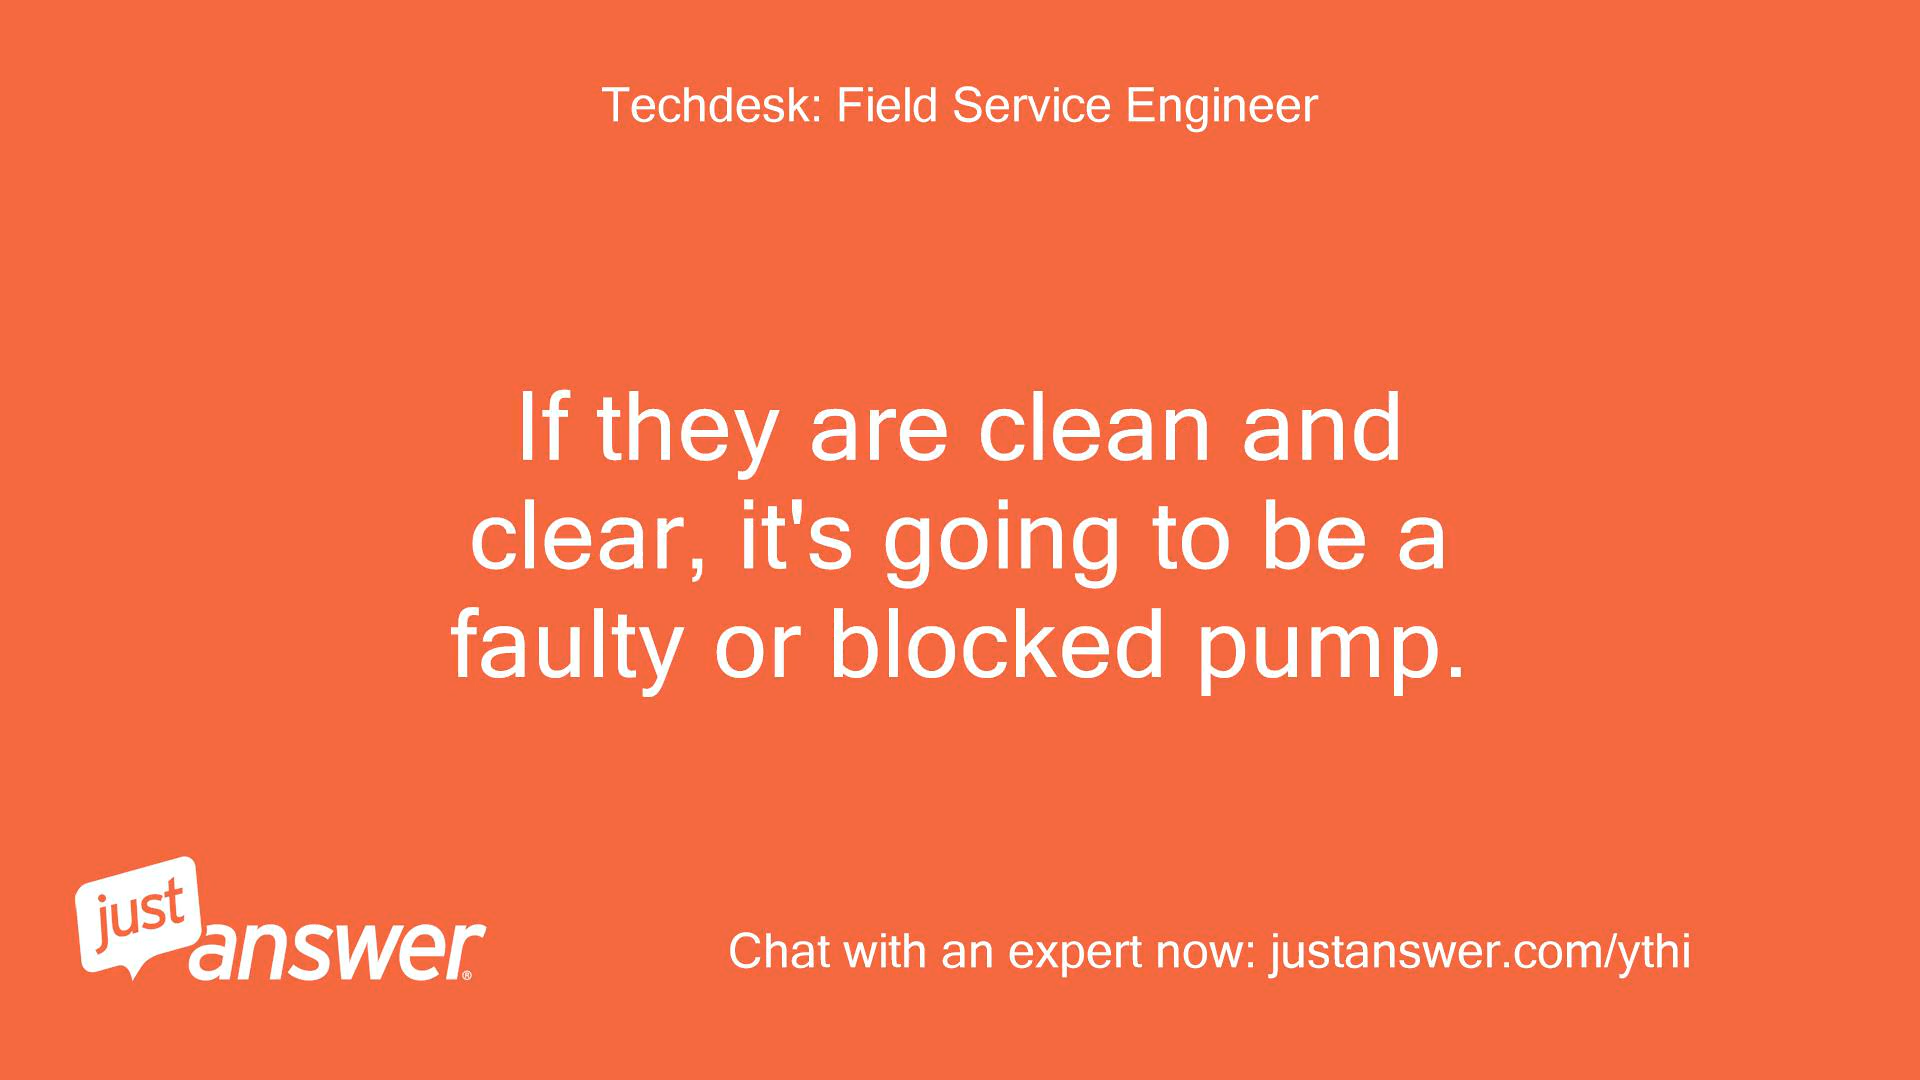 Techdesk: Field Service Engineer
If they are clean and
clear, it's going to be a
faulty or blocked pump.
just
answer®
Chat with an expert now: justanswer.com/ythi